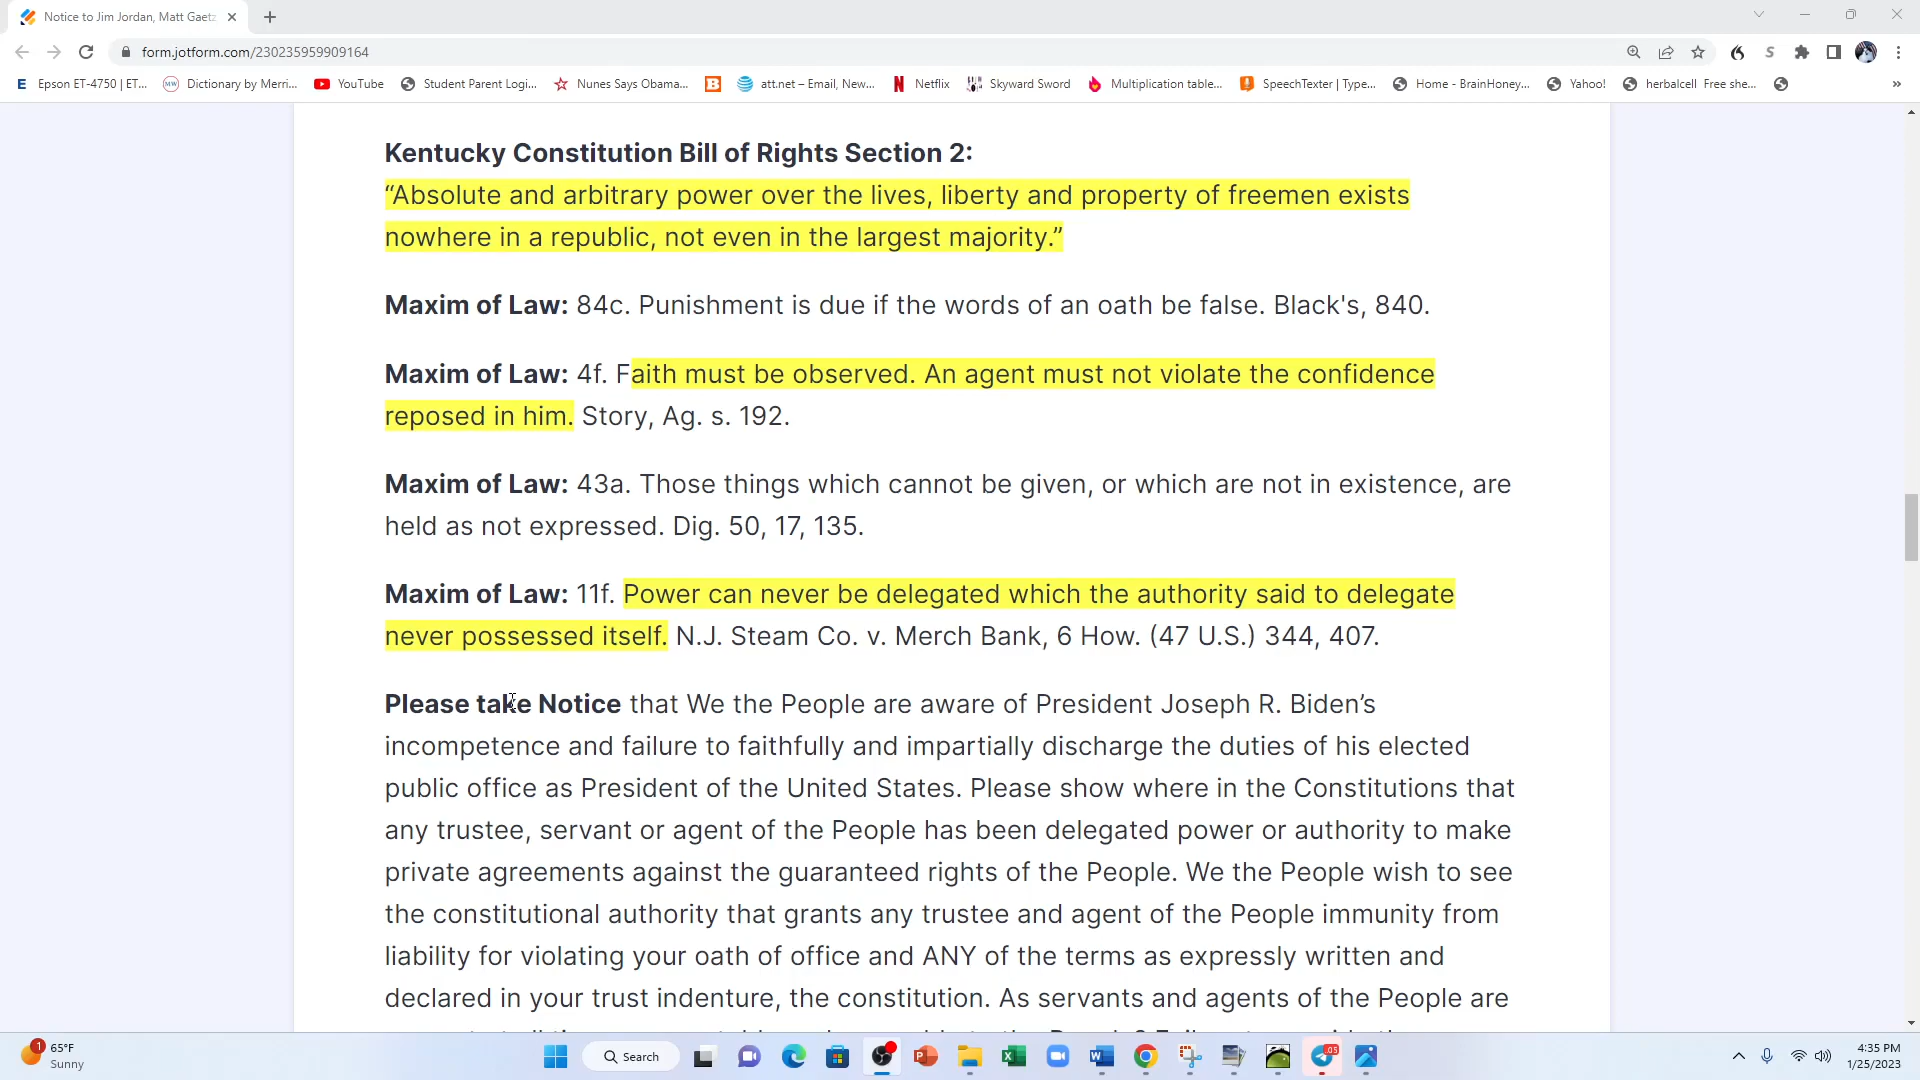 Notice to Jim Jordan, Matt Gaetz
form.jotform.com/230235959909164
Epson ET-4750 | ET...
Dictionary by Merri...
YouTube
Student Parent Logi...
Nunes Says Obama...
att.net – Email, New...
Netflix
Skyward Sword
Multiplication table...
SpeechTexter | Type...
Home - BrainHoney...
Yahoo!
herbalcell Free she...
Kentucky Constitution Bill of Rights Section 2:
“Absolute and arbitrary power over the lives, liberty and property of freemen exists
nowhere in a republic, not even in the largest majority.”
Maxim of Law: 84c. Punishment is due if the words of an oath be false. Black's, 840.
Maxim of Law: 4f. Faith must be observed. An agent must not violate the confidence
reposed in him. Story, Ag. s. 192.
Maxim of Law: 43a. Those things which cannot be given, or which are not in existence, are
held as not expressed. Dig. 50, 17, 135.
Maxim of Law: 11f. Power can never be delegated which the authority said to delegate
never possessed itself. N.J. Steam Co. v. Merch Bank, 6 How. (47 U.S.) 344, 407.
Please take Notice that We the People are aware of President Joseph R. Biden’s
incompetence and failure to faithfully and impartially discharge the duties of his elected
public office as President of the United States. Please show where in the Constitutions that
any trustee, servant or agent of the People has been delegated power or authority to make
private agreements against the guaranteed rights of the People. We the People wish to see
the constitutional authority that grants any trustee and agent of the People immunity from
liability for violating your oath of office and ANY of the terms as expressly written and
declared in your trust indenture, the constitution. As servants and agents of the People are
65°F
Sunny
Search
4:35 PM
1/25/2023